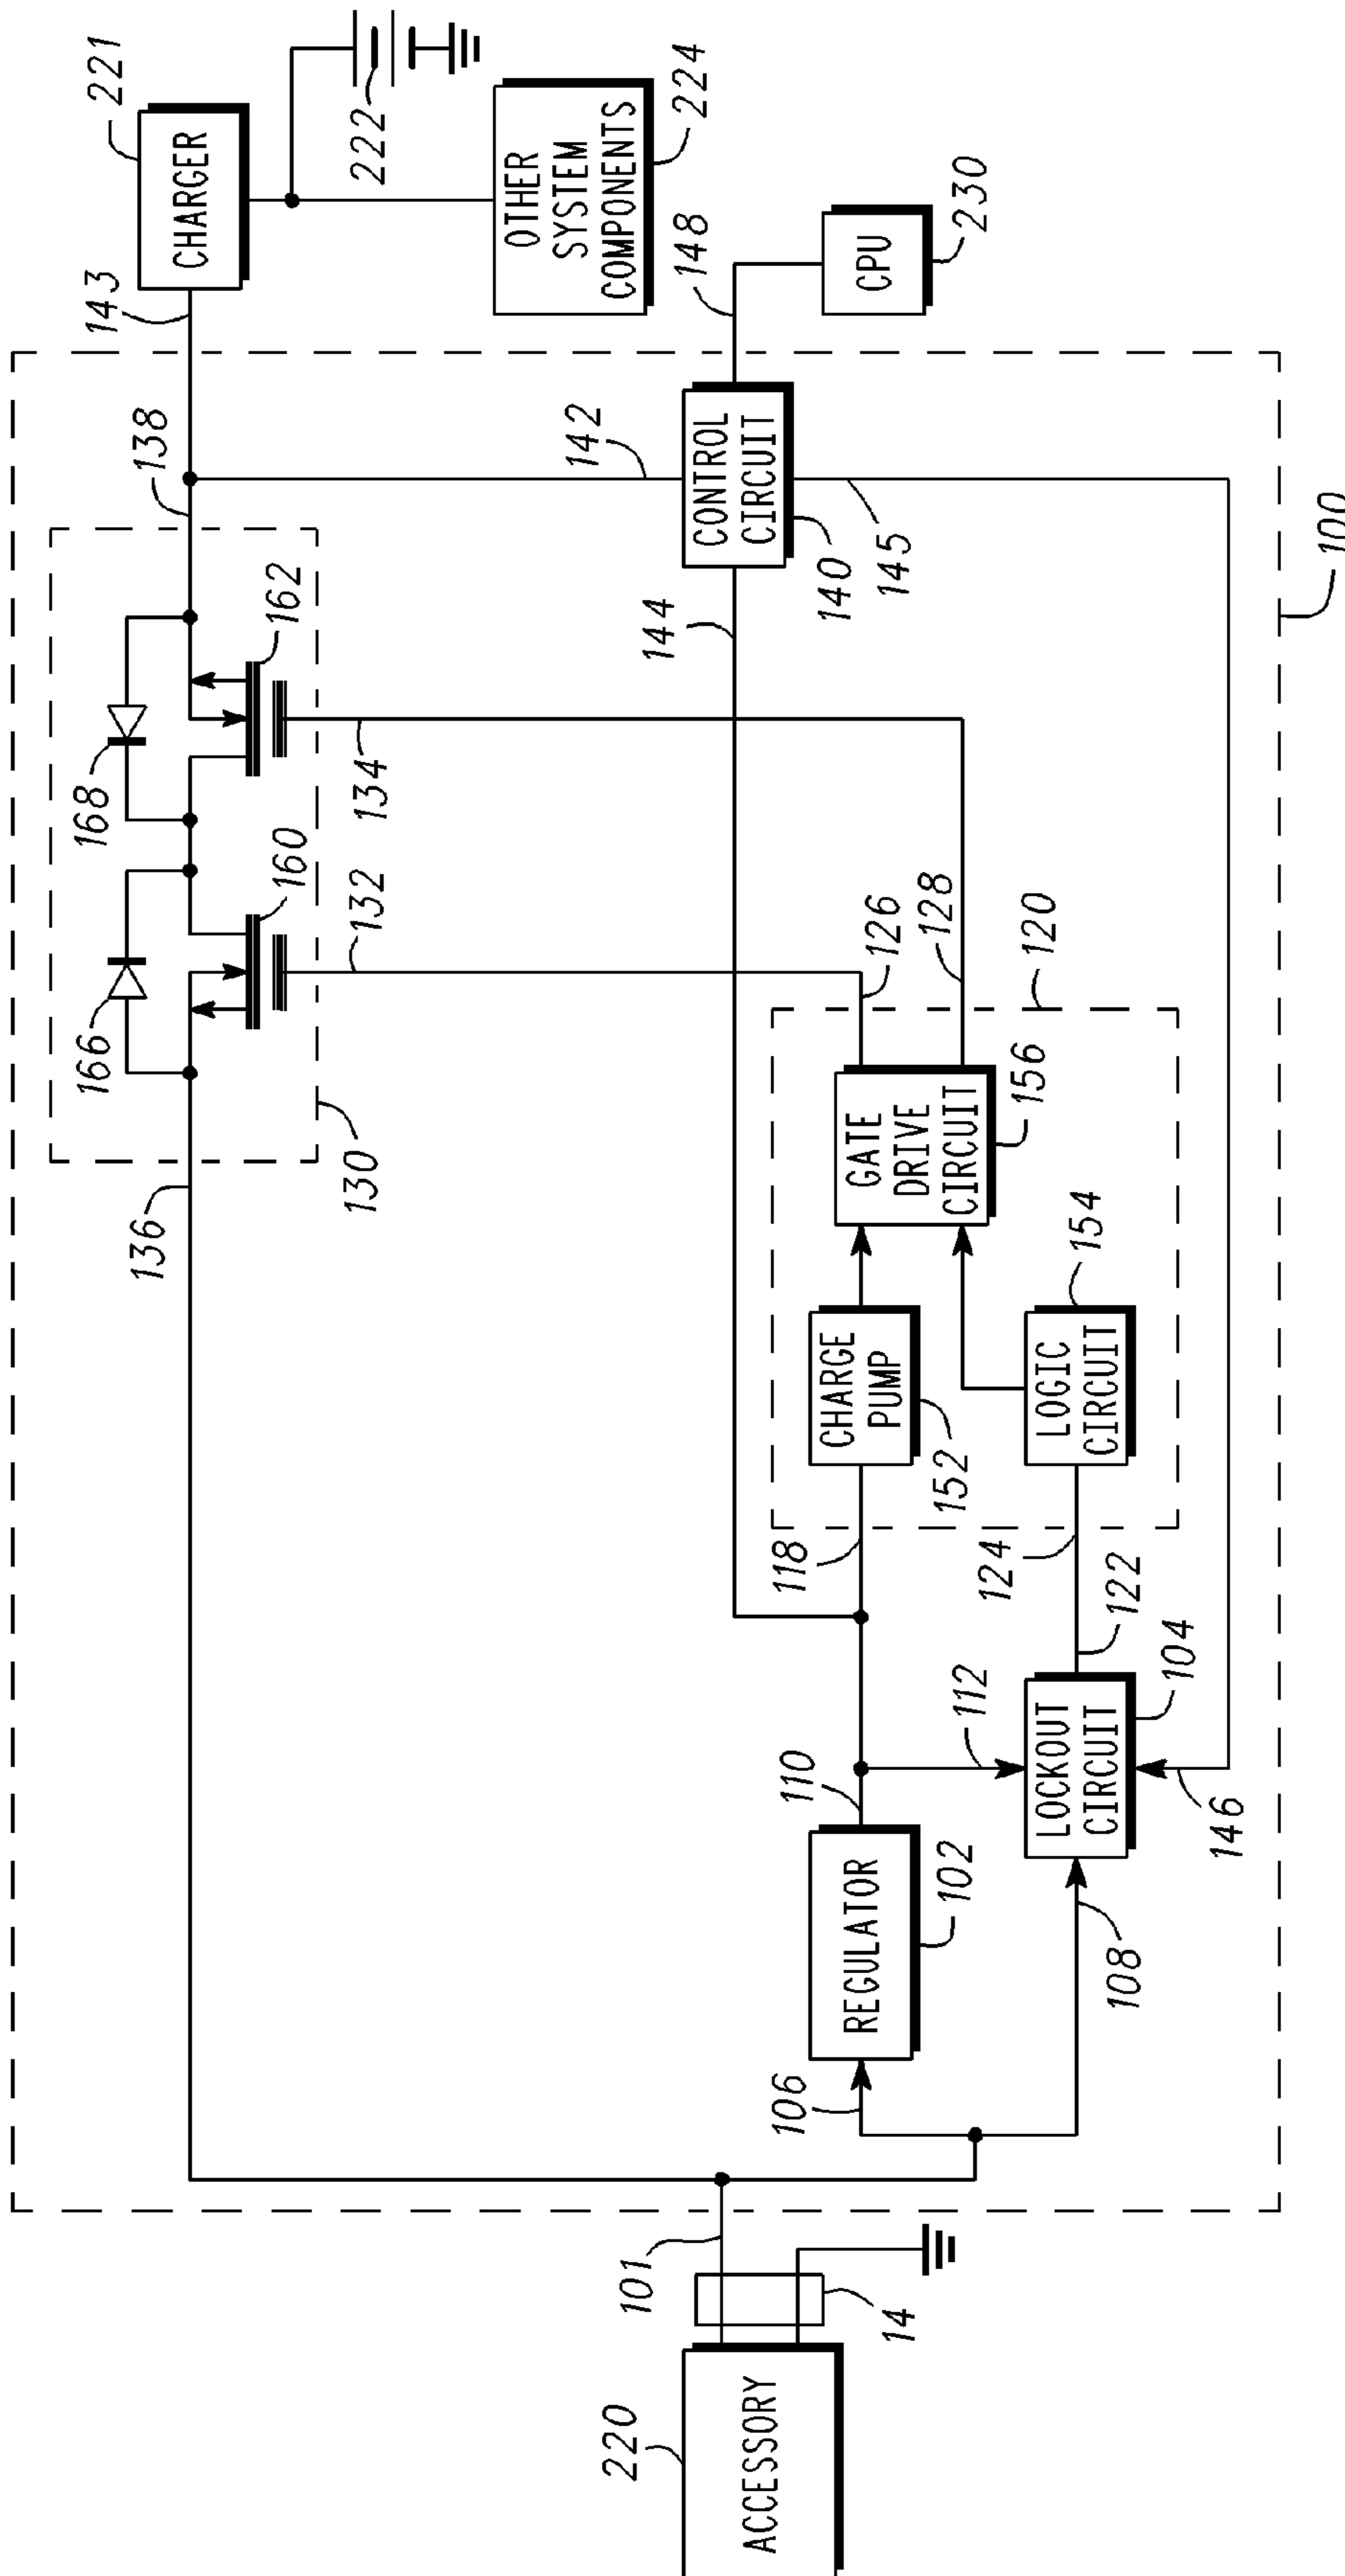 136
166
160
168
162
138
143
CHARGER
221
222
130
132
134
142
OTHER
SYSTEM
COMPONENTS
224
144
CONTROL
CIRCUIT
140
145
148
CPU
230
220
ACCESSORY
101
14
106
REGULATOR
102
110
118
CHARGE
PUMP
152
GATE
DRIVE
CIRCUIT
156
126
128
120
108
112
LOCKOUT
CIRCUIT
104
146
122
124
LOGIC
CIRCUIT
154
100